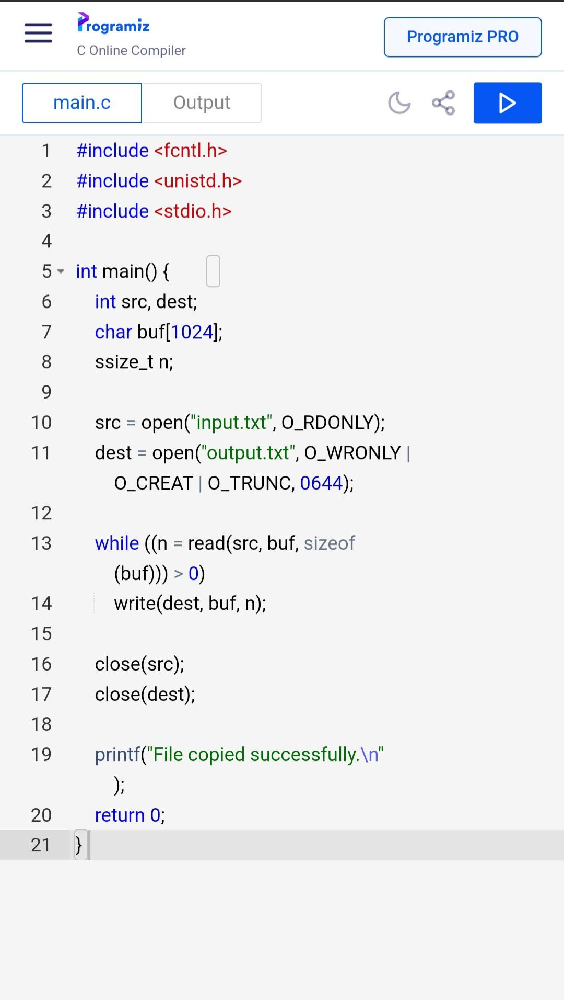 Programiz
C Online Compiler
Programiz PRO
main.c
Output
1 #include <fcntl.h>
2 #include <unistd.h>
3 #include <stdio.h>
4
5 int main() {
6 int src, dest;
7 char buf[1024];
8 ssize_t n;
9
10 src = open("input.txt", O_RDONLY);
11 dest = open("output.txt", O_WRONLY |
O_CREAT | O_TRUNC, 0644);
12
13 while ((n = read(src, buf, sizeof
(buf))) > 0)
14 write(dest, buf, n);
15
16 close(src);
17 close(dest);
18
19 printf("File copied successfully.\n"
);
20 return 0;
21 }